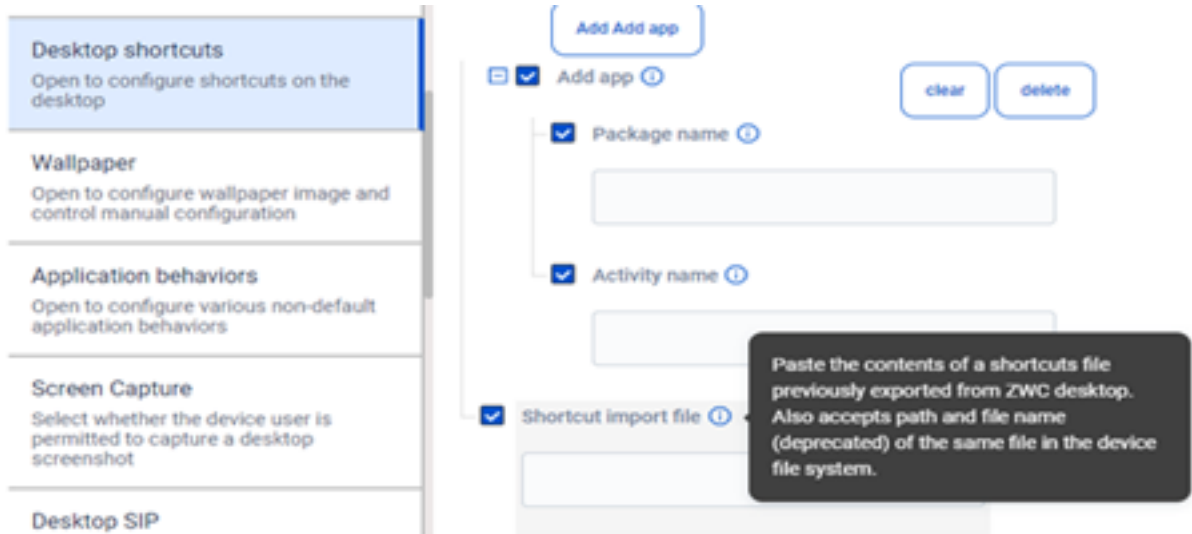 Desktop shortcuts
Open to configure shortcuts on the
desktop
Wallpaper
Open to configure wallpaper image and
control manual configuration
Application behaviors
Open to configure various non-default
application behaviors
Screen Capture
Select whether the device user is
permitted to capture a desktop
screenshot
Desktop SIP
Add Add app
Add app
clear
delete
Package name
Activity name
Shortcut import file
Paste the contents of a shortcuts file
previously exported from ZWC desktop.
Also accepts path and file name
(deprecated) of the same file in the device
file system.